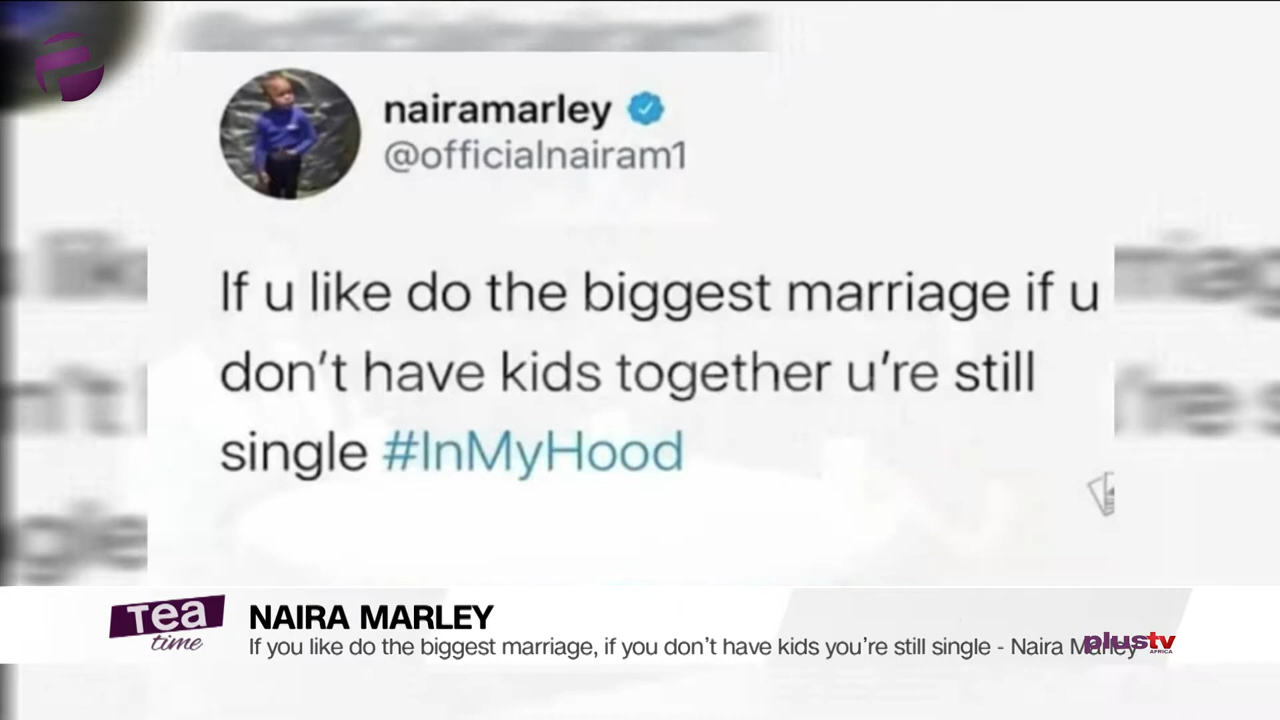 nairamarley
@officialnairam1
If u like do the biggest marriage if u
don't have kids together u're still
single #InMyHood
Tea
time
NAIRA MARLEY
If you like do the biggest marriage, if you don't have kids you're still single - Naira Marley
plustv
AFRICA